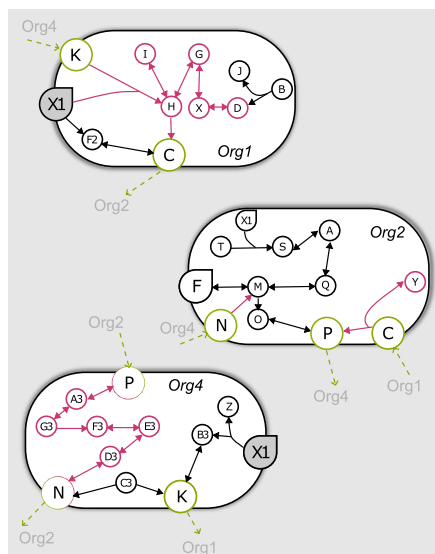 Org4
K
I
G
J
B
X1
H
X
D
F2
C
Org1
Org2
X1
A
Org2
T
S
F
M
Q
Y
N
O
P
C
Org4
Org4
Org1
Org2
P
Org4
A3
Z
G3
F3
E3
B3
X1
D3
C3
N
K
Org2
Org1